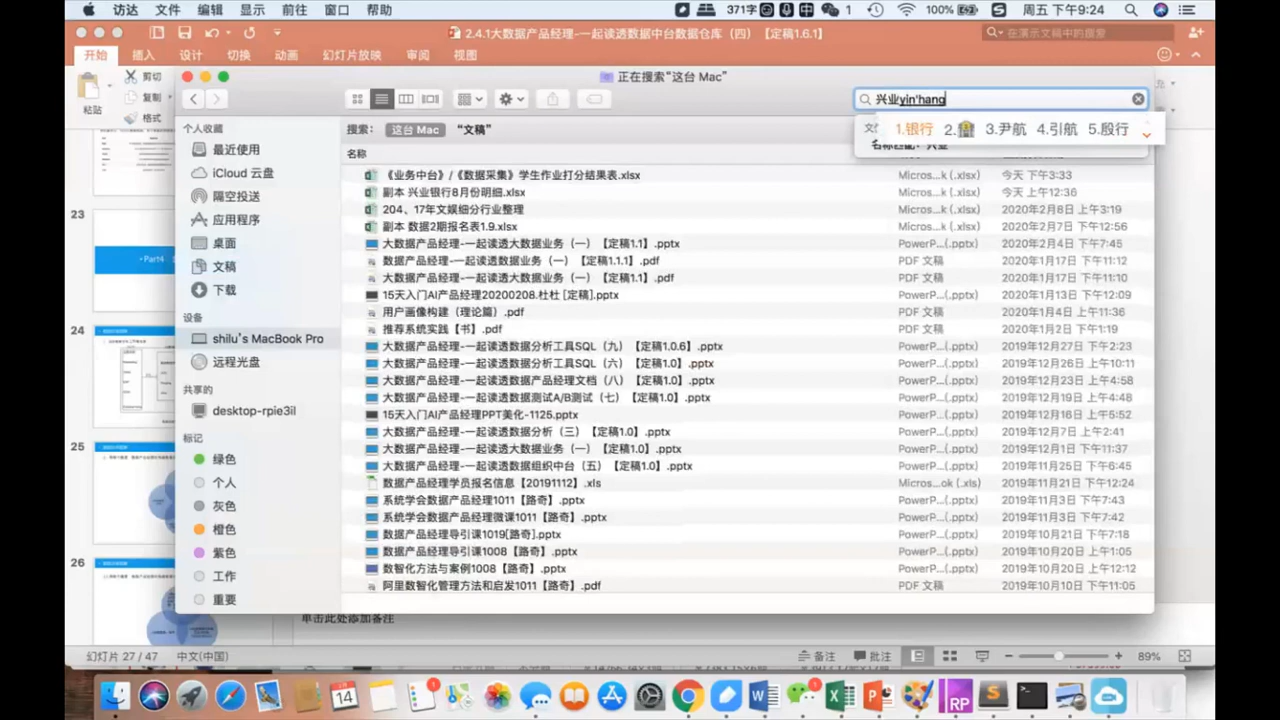 访达 文件 编辑 显示 前往 窗口 帮助 371字 1 100% 周五 下午9:24
2.4.1大数据产品经理-一起读透数据中台数据仓库（四）【定稿1.6.1】
在演示文稿中的搜索
开始 插入 设计 切换 动画 幻灯片放映 审阅 视图
粘贴 剪切
复制
格式
正在搜索“这台 Mac”
兴业yin'hang
1.银行 2. 3.尹航 4.引航 5.殷行
名称匹配：兴业
搜索： 这台 Mac “文稿”
名称
个人收藏
最近使用
iCloud 云盘
隔空投送
应用程序
桌面
文稿
下载
设备
shilu's MacBook Pro
远程光盘
共享的
desktop-rpie3il
标记
绿色
个人
灰色
橙色
紫色
工作
重要
《业务中台》/《数据采集》学生作业打分结果表.xlsx Micros...k (.xlsx) 今天 下午3:33
副本 兴业银行8月份明细.xlsx Micros...k (.xlsx) 今天 上午12:36
204、17年文娱细分行业整理 Micros...k (.xlsx) 2020年2月8日 上午3:19
副本 数据2期报名表1.9.xlsx Micros...k (.xlsx) 2020年2月7日 下午12:56
大数据产品经理-一起读透大数据业务（一）【定稿1.1】.pptx PowerP...(.pptx) 2020年2月4日 下午7:45
数据产品经理-一起读透数据业务（一）【定稿1.1.1】.pdf PDF 文稿 2020年1月17日 下午11:12
大数据产品经理-一起读透大数据业务（一）【定稿1.1】.pdf PDF 文稿 2020年1月17日 下午11:10
15天入门AI产品经理20200208.杜杜 [定稿].pptx PowerP...(.pptx) 2020年1月13日 下午12:09
用户画像构建（理论篇）.pdf PDF 文稿 2020年1月4日 上午11:36
推荐系统实践【书】.pdf PDF 文稿 2020年1月2日 下午1:19
大数据产品经理-一起读透数据分析工具SQL（九）【定稿1.0.6】.pptx PowerP...(.pptx) 2019年12月27日 下午2:23
大数据产品经理-一起读透数据分析工具SQL（六）【定稿1.0】.pptx PowerP...(.pptx) 2019年12月26日 上午10:11
大数据产品经理-一起读透数据产品经理文档（八）【定稿1.0】.pptx PowerP...(.pptx) 2019年12月23日 上午4:58
大数据产品经理-一起读透数据测试A/B测试（七）【定稿1.0】.pptx PowerP...(.pptx) 2019年12月19日 上午4:48
15天入门AI产品经理PPT美化-1125.pptx PowerP...(.pptx) 2019年12月16日 上午5:52
大数据产品经理-一起读透数据分析（三）【定稿1.0】.pptx PowerP...(.pptx) 2019年12月7日 上午2:41
大数据产品经理-一起读透大数据业务（一）【定稿1.0】.pptx PowerP...(.pptx) 2019年12月1日 下午11:37
大数据产品经理-一起读透数据组织中台（五）【定稿1.0】.pptx PowerP...(.pptx) 2019年11月25日 下午6:45
数据产品经理学员报名信息【20191112】.xls Micros...ok (.xls) 2019年11月21日 下午12:24
系统学会数据产品经理1011【路奇】.pptx PowerP...(.pptx) 2019年11月3日 下午7:43
系统学会数据产品经理微课1011【路奇】.pptx PowerP...(.pptx) 2019年11月3日 下午7:42
数据产品经理导引课1019[路奇].pptx PowerP...(.pptx) 2019年10月21日 下午7:18
数据产品经理导引课1008【路奇】.pptx PowerP...(.pptx) 2019年10月20日 上午1:05
数智化方法与案例1008【路奇】.pptx PowerP...(.pptx) 2019年10月20日 上午12:12
阿里数智化管理方法和启发1011【路奇】.pdf PDF 文稿 2019年10月10日 上午11:05
23
Part4
24
25
26
单击此处添加备注
幻灯片 27 / 47 中文(中国) 备注 批注 89%
14 1 1 RP